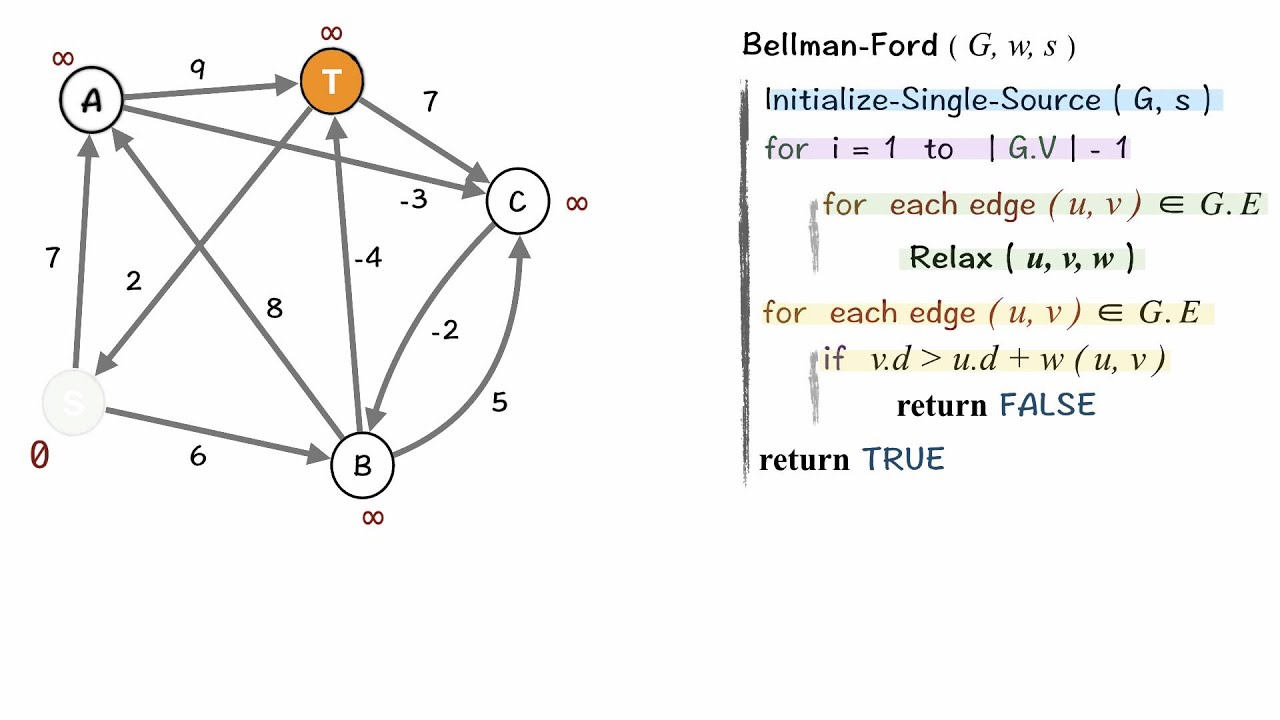 ∞
∞
A
9
T
7
-3
C
∞
7
2
-4
8
-2
S
0
6
B
5
∞
Bellman-Ford ( G, w, s )
Initialize-Single-Source ( G, s )
for i = 1 to | G.V | - 1
for each edge ( u, v ) ∈ G.E
Relax ( u, v, w )
for each edge ( u, v ) ∈ G.E
if v.d > u.d + w ( u, v )
return FALSE
return TRUE